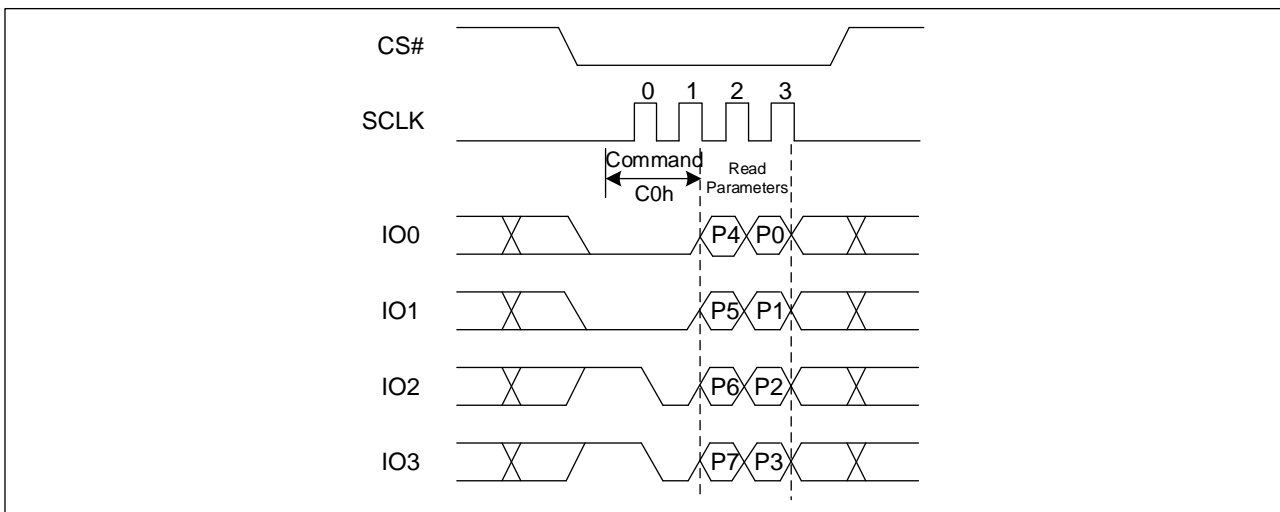 CS#
0 1 2 3
SCLK
Command
C0h
Read
Parameters
IO0
P4 P0
IO1
P5 P1
IO2
P6 P2
IO3
P7 P3